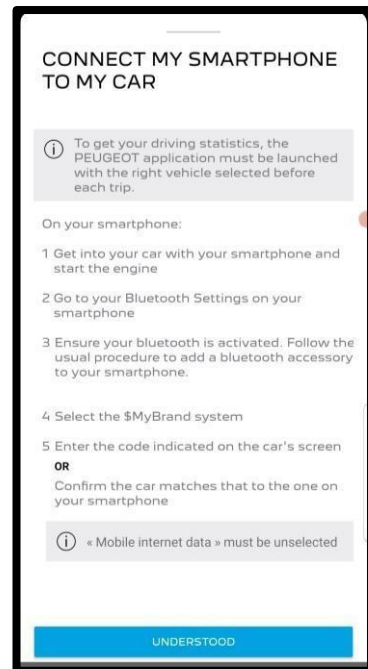 CONNECT MY SMARTPHONE
TO MY CAR
To get your driving statistics, the
PEUGEOT application must be launched
with the right vehicle selected before
each trip.
On your smartphone:
1 Get into your car with your smartphone and
start the engine
2 Go to your Bluetooth Settings on your
smartphone
3 Ensure your bluetooth is activated. Follow the
usual procedure to add a bluetooth accessory
to your smartphone.
4 Select the $MyBrand system
5 Enter the code indicated on the car's screen
OR
Confirm the car matches that to the one on
your smartphone
« Mobile internet data » must be unselected
UNDERSTOOD